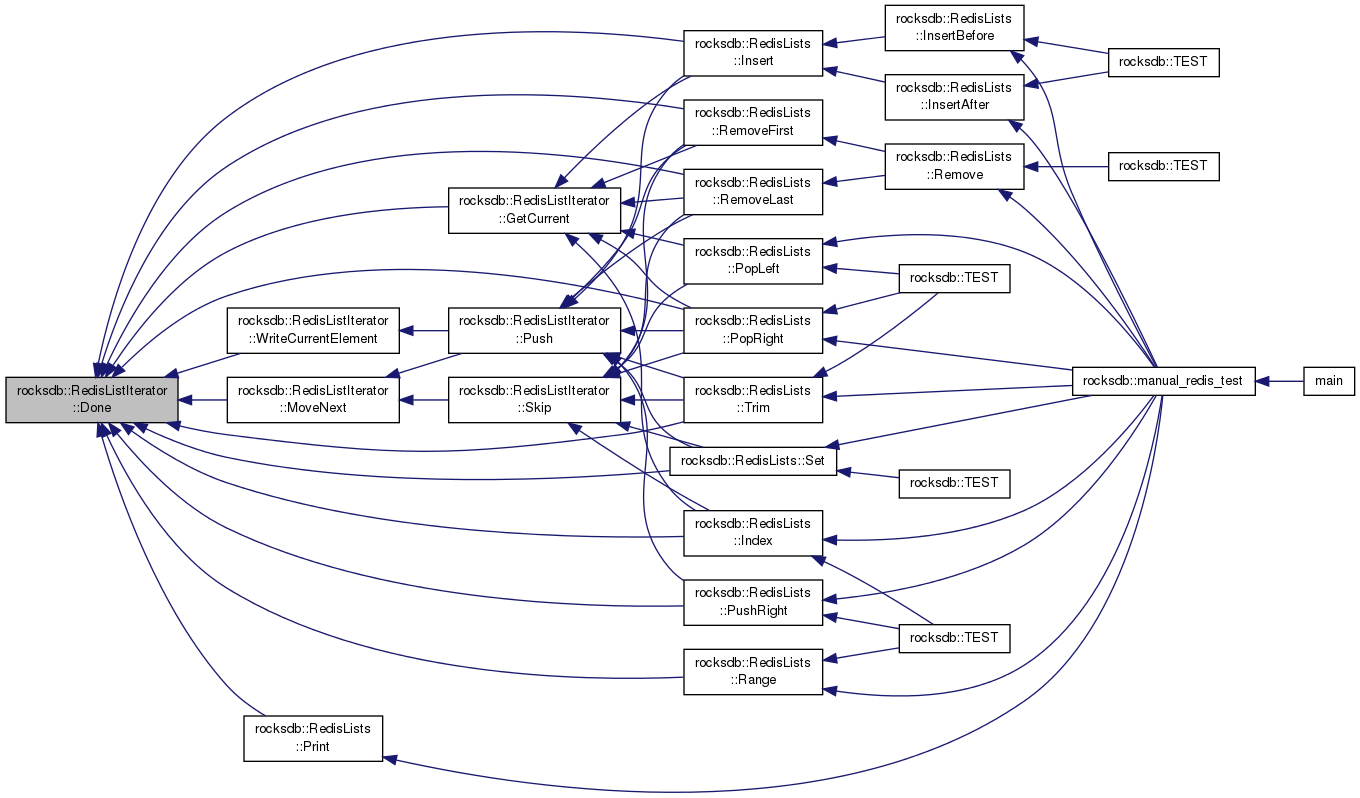 rocksdb::RedisListIterator
::Done
rocksdb::RedisListIterator
::WriteCurrentElement
rocksdb::RedisListIterator
::MoveNext
rocksdb::RedisLists
::Print
rocksdb::RedisListIterator
::GetCurrent
rocksdb::RedisListIterator
::Push
rocksdb::RedisListIterator
::Skip
rocksdb::RedisLists
::Insert
rocksdb::RedisLists
::RemoveFirst
rocksdb::RedisLists
::RemoveLast
rocksdb::RedisLists
::PopLeft
rocksdb::RedisLists
::PopRight
rocksdb::RedisLists
::Trim
rocksdb::RedisLists::Set
rocksdb::RedisLists
::Index
rocksdb::RedisLists
::PushRight
rocksdb::RedisLists
::Range
rocksdb::RedisLists
::InsertBefore
rocksdb::RedisLists
::InsertAfter
rocksdb::RedisLists
::Remove
rocksdb::TEST
rocksdb::TEST
rocksdb::TEST
rocksdb::TEST
rocksdb::TEST
rocksdb::manual_redis_test
main